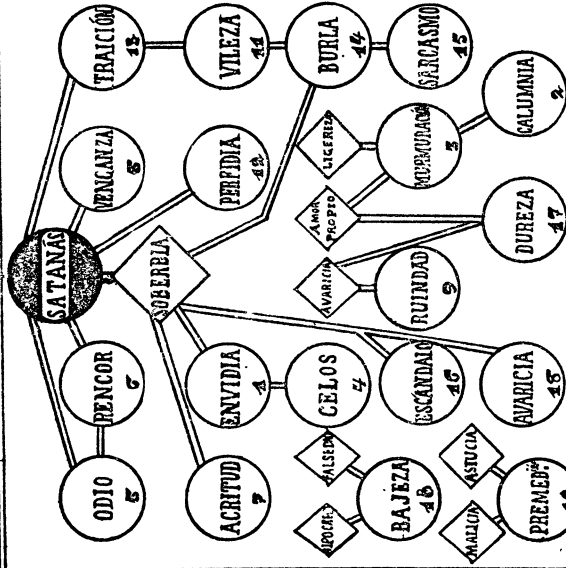 SATANÁS
ODIO
5
RENCOR
6
VENGANZA
8
TRAICIÓN
13
SOBERBIA
ACRITUD
7
ENVIDIA
1
PERFIDIA
12
VILEZA
11
CELOS
4
BURLA
14
AVARICIA
AMOR
PROPIO
LIGEREZA
BAJEZA
18
ESCÁNDALO
16
RUINDAD
9
MURMURACIÓN
3
SARCASMO
15
MALICIA
ASTUCIA
PREMED.
AVARICIA
18
DUREZA
17
CALUMNIA
2